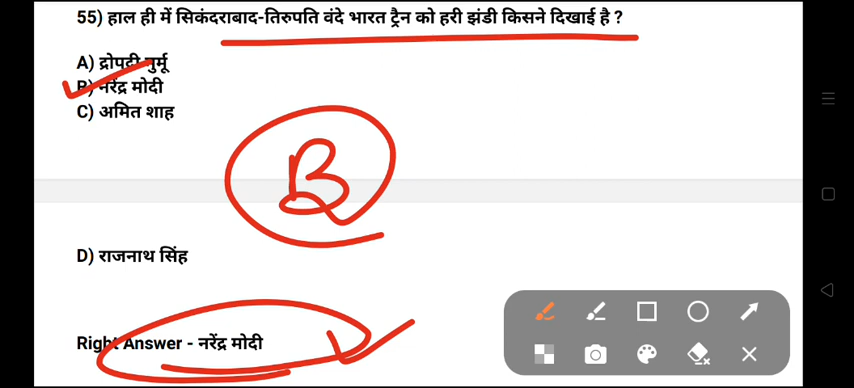 55) हाल ही में सिकंदराबाद-तिरुपति वंदे भारत ट्रैन को हरी झंडी किसने दिखाई है ?
A) द्रोपदी मुर्मू
B) नरेंद्र मोदी
C) अमित शाह
B
D) राजनाथ सिंह
Right Answer - नरेंद्र मोदी